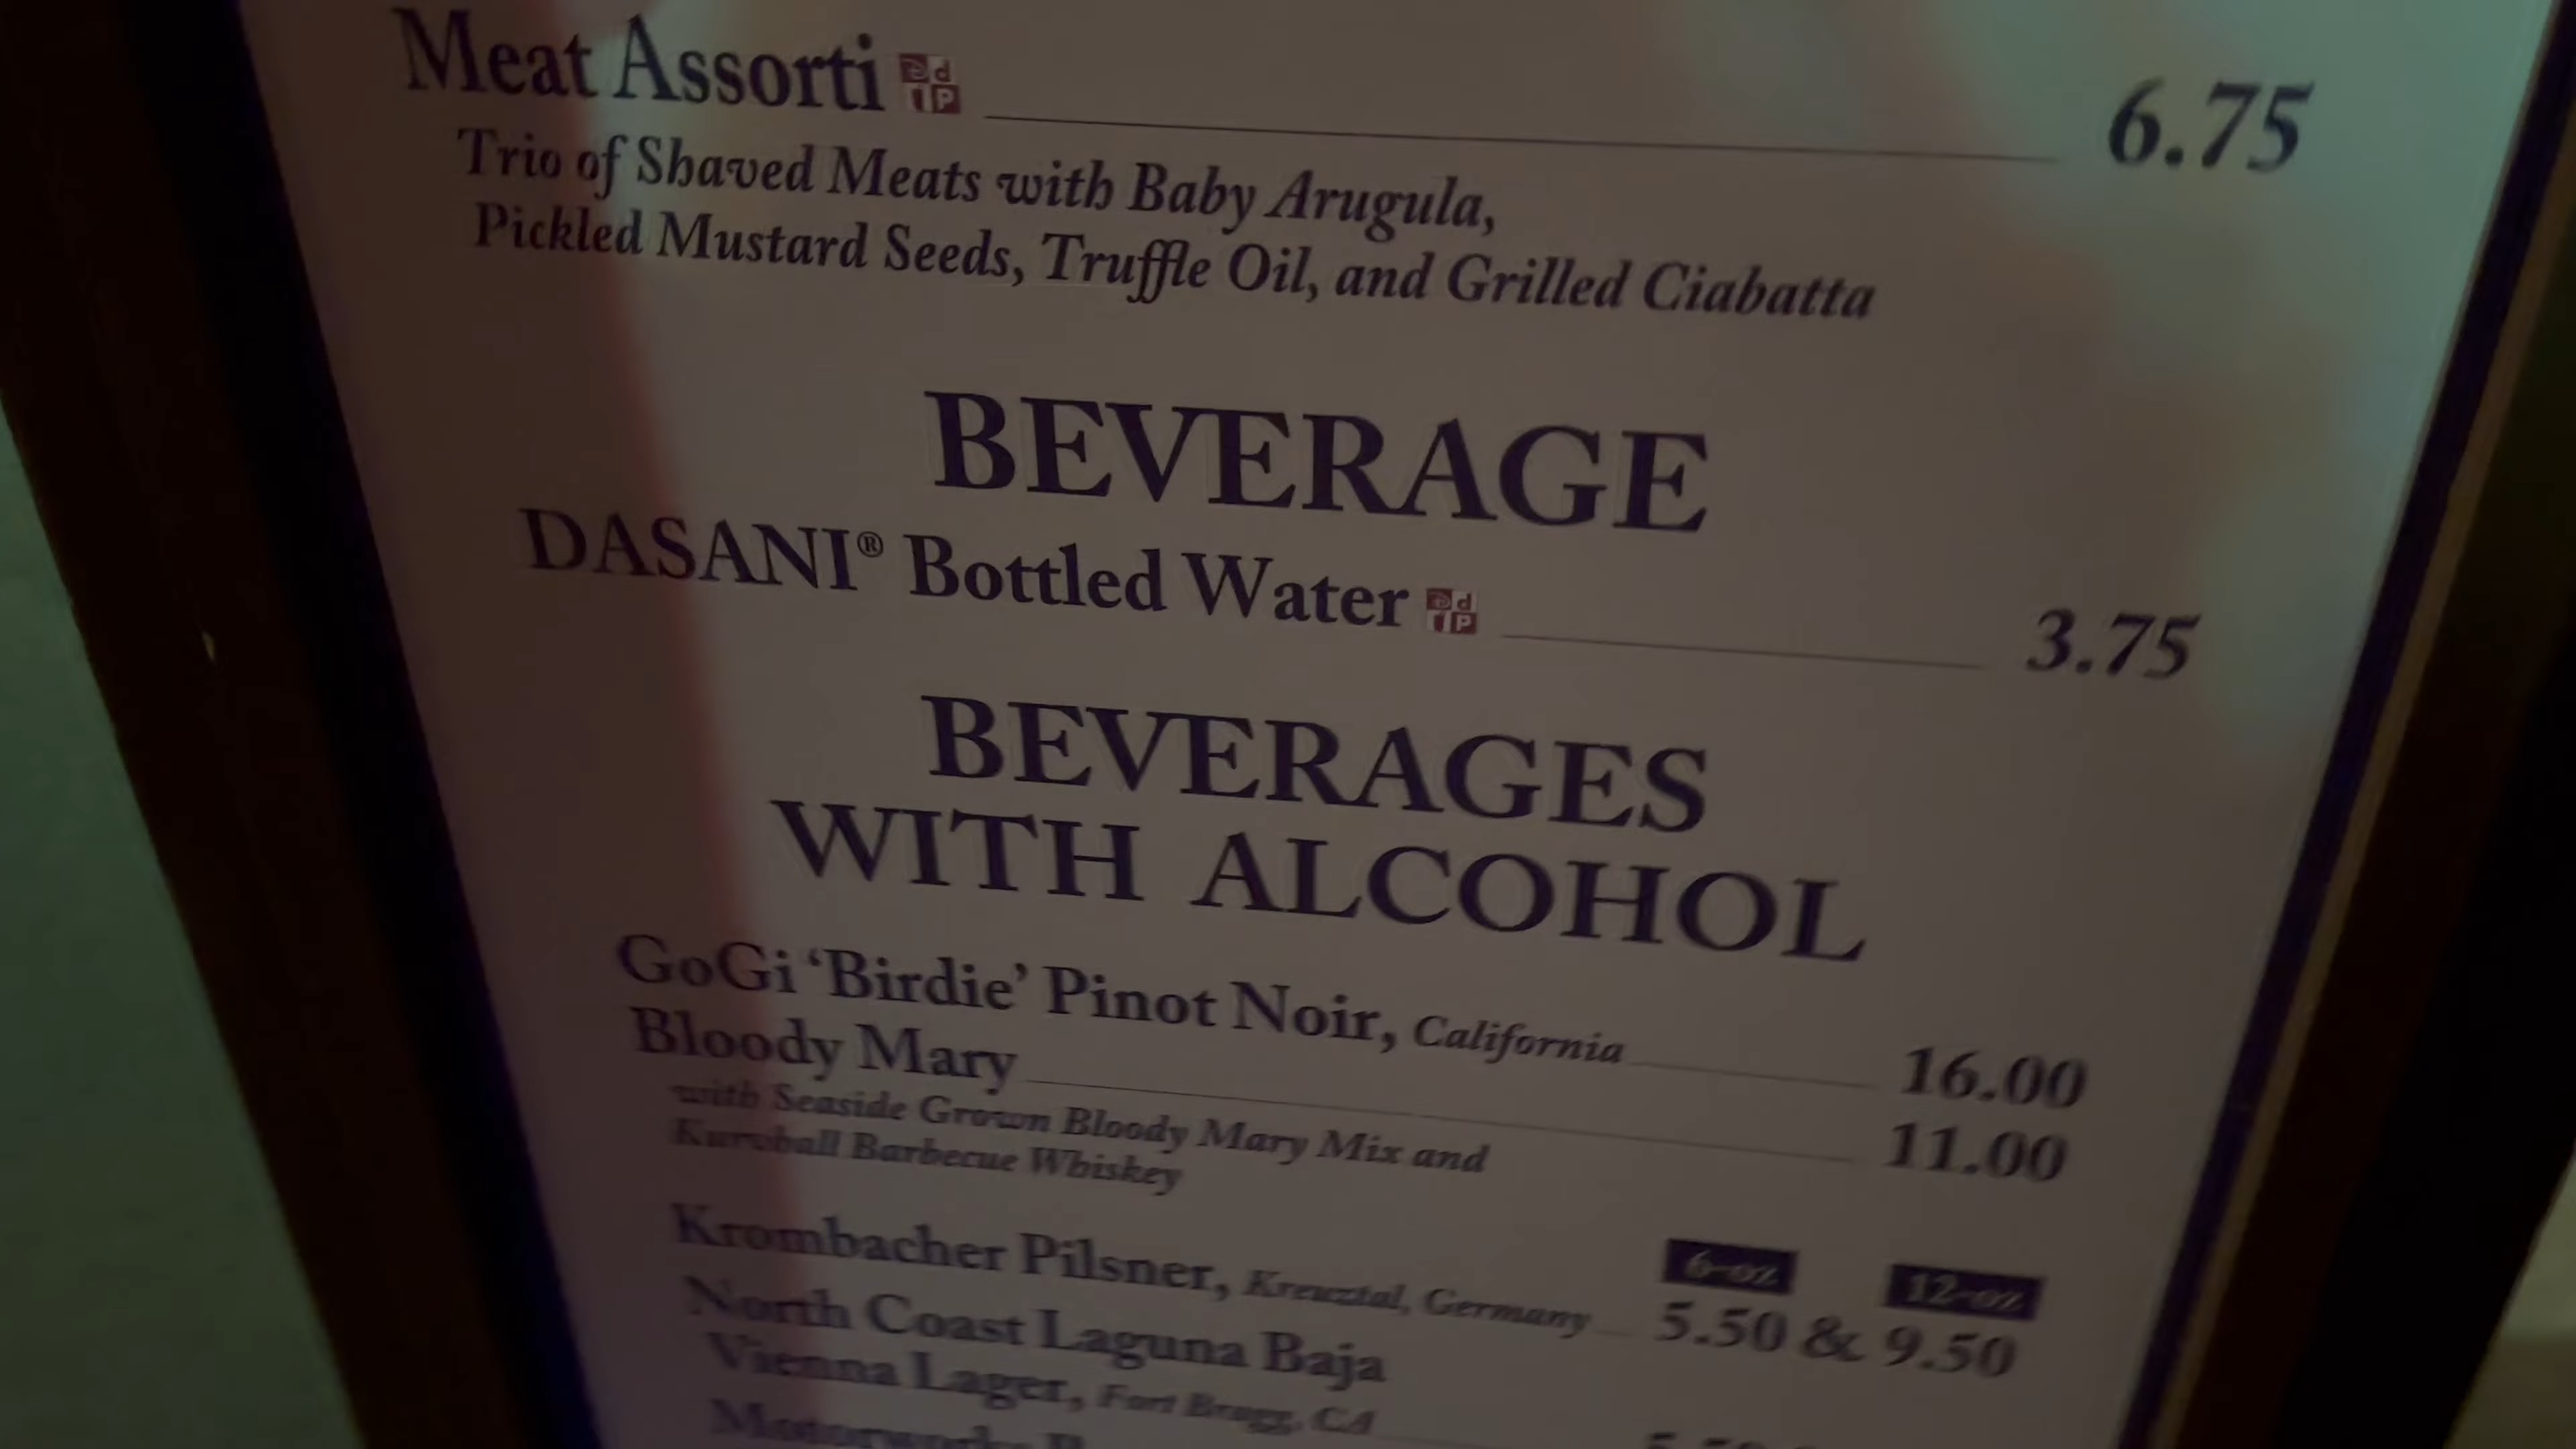 Meat Assorti 6.75
Trio of Shaved Meats with Baby Arugula,
Pickled Mustard Seeds, Truffle Oil, and Grilled Ciabatta
BEVERAGE
DASANI® Bottled Water 3.75
BEVERAGES
WITH ALCOHOL
GoGi ‘Birdie’ Pinot Noir, California 16.00
Bloody Mary 11.00
with Seaside Grown Bloody Mary Mix and
Kurvball Barbecue Whiskey
6-oz 12-oz
Krombacher Pilsner, Kreuztal, Germany 5.50 & 9.50
North Coast Laguna Baja
Vienna Lager, Fort Bragg, CA